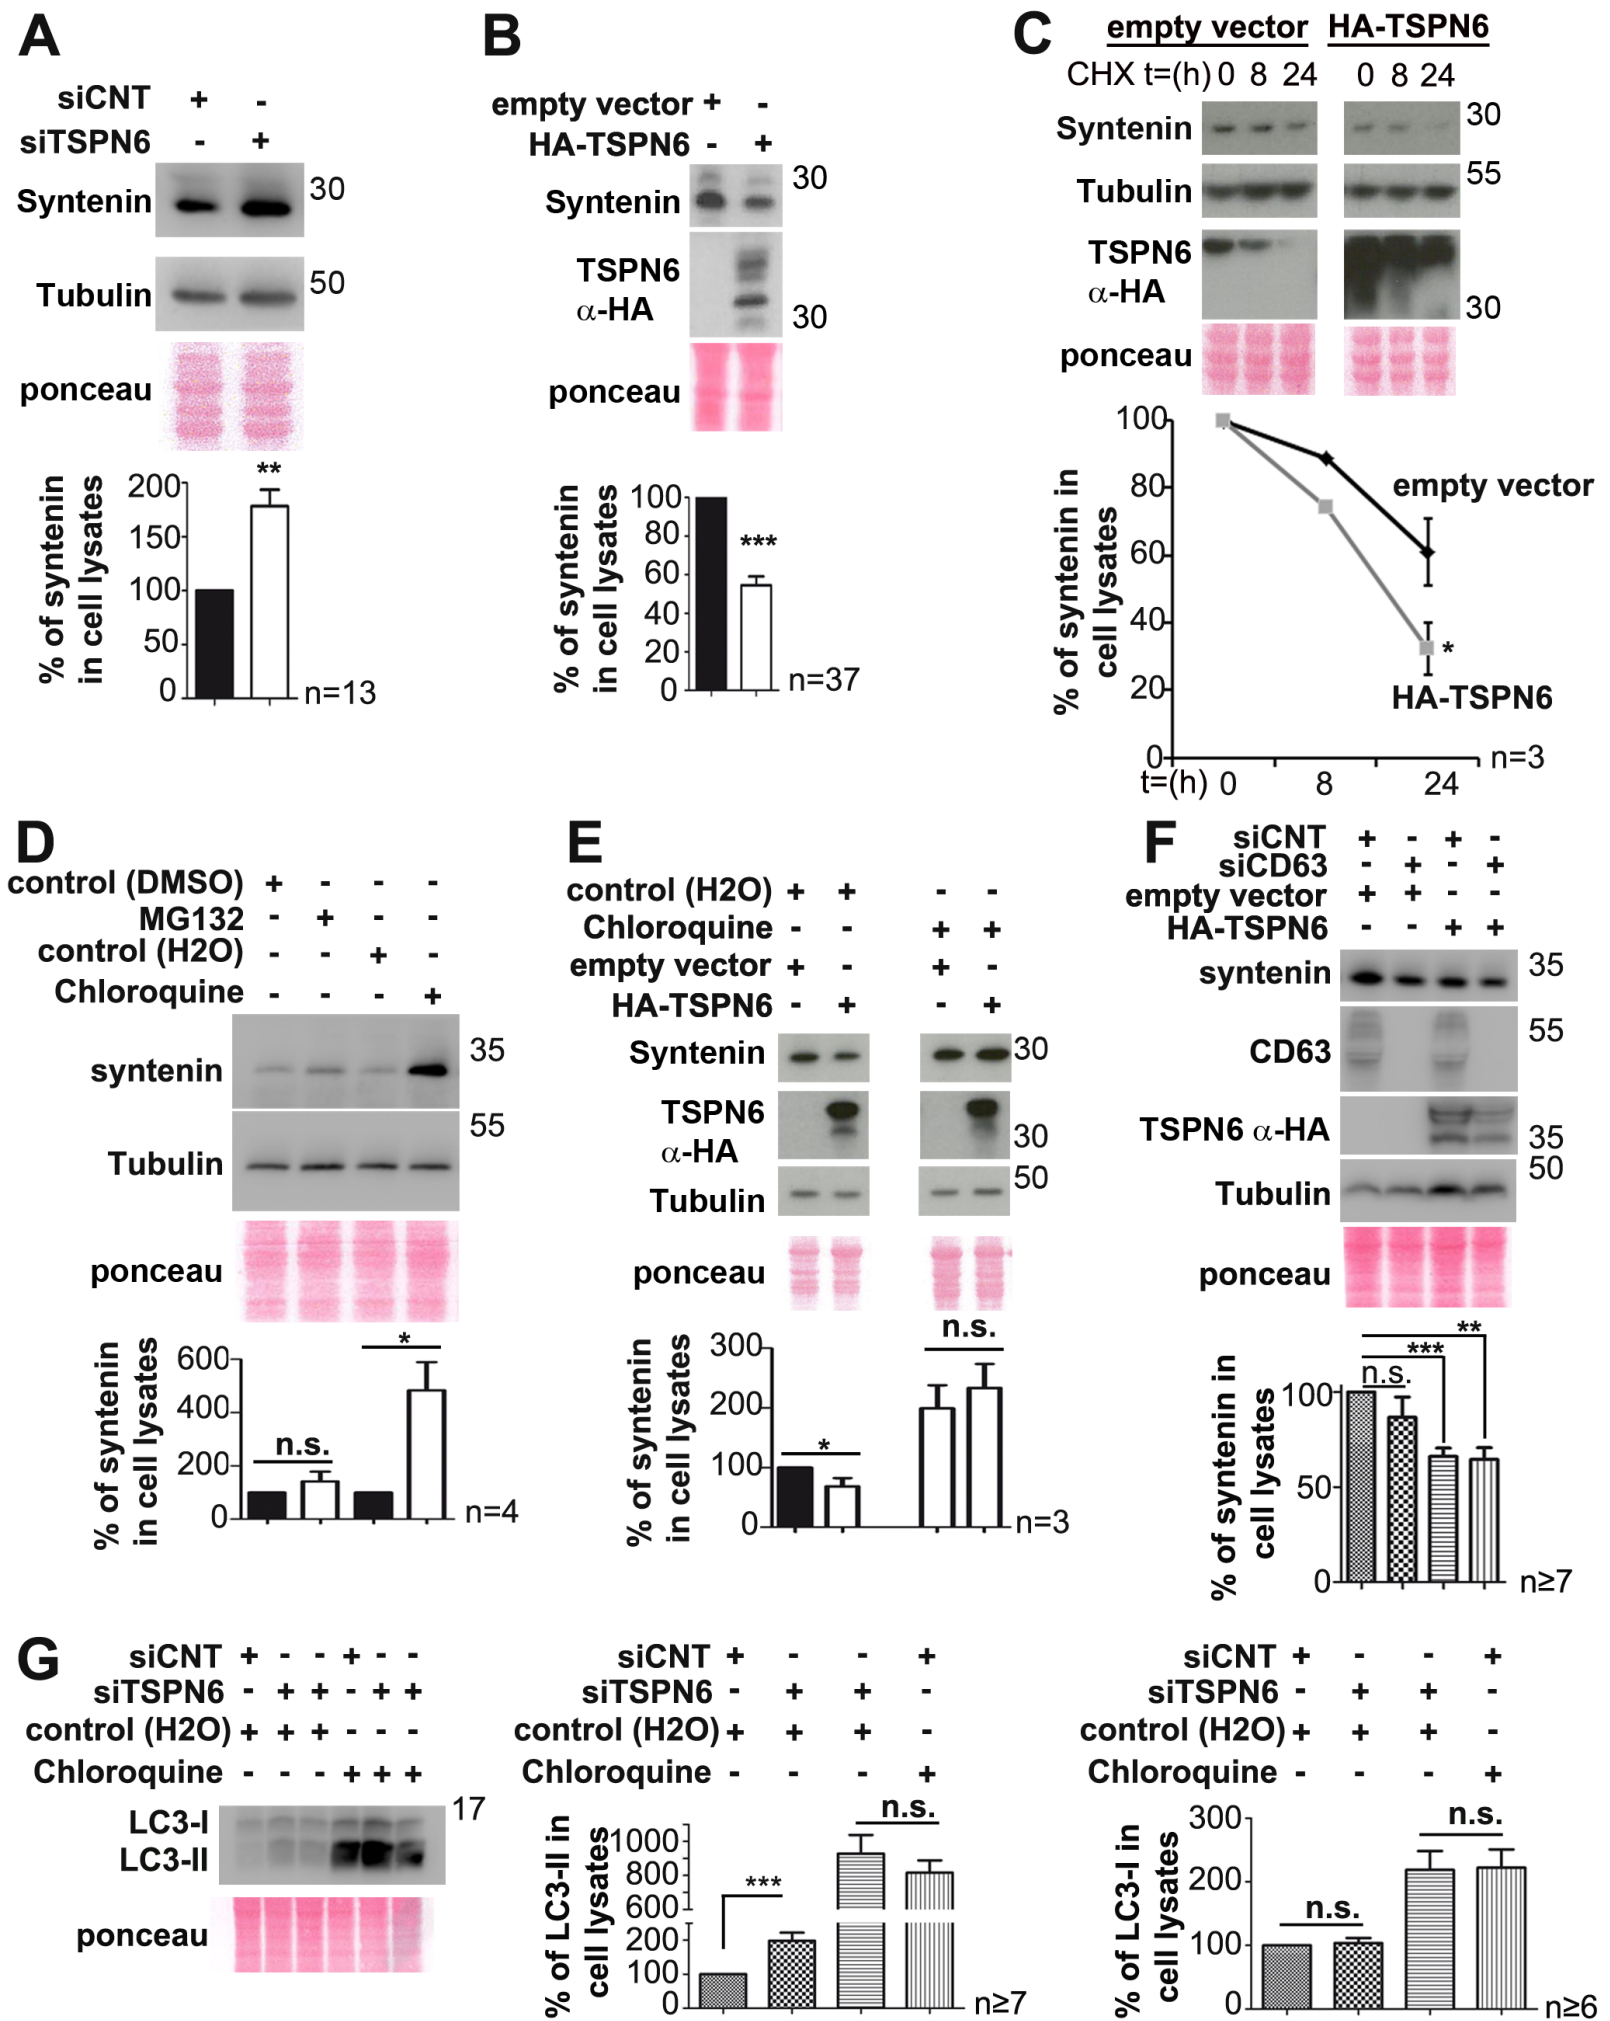 A
siCNT + -
siTSPN6 - +
Syntenin 30
Tubulin 50
ponceau
**
% of syntenin in cell lysates
200
150
100
50
0
n=13
B
empty vector + -
HA-TSPN6 - +
Syntenin 30
TSPN6
α-HA 30
ponceau
% of syntenin in cell lysates
100
80
60
40
20
0
***
n=37
C
empty vector HA-TSPN6
CHX t=(h) 0 8 24 0 8 24
Syntenin 30
Tubulin 55
TSPN6
α-HA 30
ponceau
% of syntenin in cell lysates
100
80
60
40
20
0
empty vector
*
HA-TSPN6
n=3
t=(h) 0 8 24
D
control (DMSO) + - - -
MG132 - + - -
control (H2O) - - + -
Chloroquine - - - +
syntenin 35
Tubulin 55
ponceau
% of syntenin in cell lysates
600
400
200
0
n.s.
*
n=4
E
control (H2O) + + - -
Chloroquine - - + +
empty vector + - + -
HA-TSPN6 - + - +
Syntenin 30
TSPN6
α-HA 30
Tubulin 50
ponceau
% of syntenin in cell lysates
300
200
100
0
*
n.s.
n=3
F
siCNT + - + -
siCD63 - + - +
empty vector + + - -
HA-TSPN6 - - + +
syntenin 35
CD63 55
TSPN6 α-HA 35
Tubulin 50
ponceau
% of syntenin in cell lysates
100
50
0
n.s.
***
**
n≥7
G
siCNT + - - + - -
siTSPN6 - + + - + +
control (H2O) + + + - - -
Chloroquine - - - + + +
LC3-I 17
LC3-II
ponceau
siCNT + - - +
siTSPN6 - + + -
control (H2O) + + + -
Chloroquine - - - +
% of LC3-II in cell lysates
1000
800
600
200
100
0
***
n.s.
n≥7
siCNT + - - +
siTSPN6 - + + -
control (H2O) + + + -
Chloroquine - - - +
% of LC3-I in cell lysates
300
200
100
0
n.s.
n.s.
n≥6